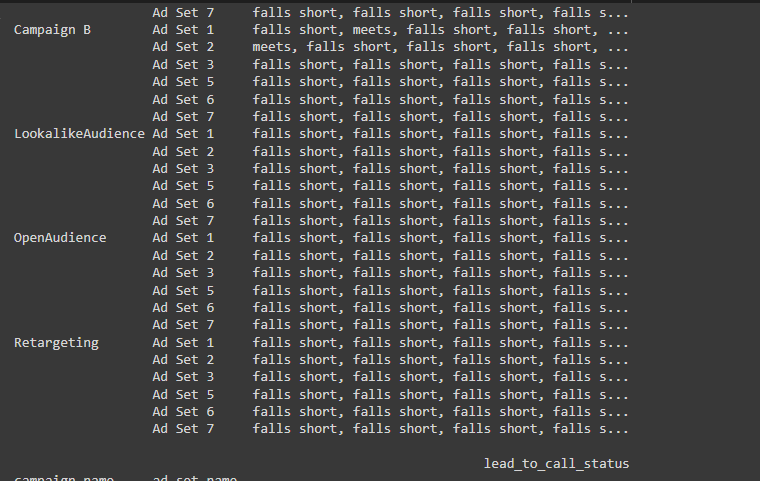 Ad Set 7 falls short, falls short, falls short, falls s...
Campaign B Ad Set 1 falls short, meets, falls short, falls short, ...
Ad Set 2 meets, falls short, falls short, falls short, ...
Ad Set 3 falls short, falls short, falls short, falls s...
Ad Set 5 falls short, falls short, falls short, falls s...
Ad Set 6 falls short, falls short, falls short, falls s...
Ad Set 7 falls short, falls short, falls short, falls s...
LookalikeAudience Ad Set 1 falls short, falls short, falls short, falls s...
Ad Set 2 falls short, falls short, falls short, falls s...
Ad Set 3 falls short, falls short, falls short, falls s...
Ad Set 5 falls short, falls short, falls short, falls s...
Ad Set 6 falls short, falls short, falls short, falls s...
Ad Set 7 falls short, falls short, falls short, falls s...
OpenAudience Ad Set 1 falls short, falls short, falls short, falls s...
Ad Set 2 falls short, falls short, falls short, falls s...
Ad Set 3 falls short, falls short, falls short, falls s...
Ad Set 5 falls short, falls short, falls short, falls s...
Ad Set 6 falls short, falls short, falls short, falls s...
Ad Set 7 falls short, falls short, falls short, falls s...
Retargeting Ad Set 1 falls short, falls short, falls short, falls s...
Ad Set 2 falls short, falls short, falls short, falls s...
Ad Set 3 falls short, falls short, falls short, falls s...
Ad Set 5 falls short, falls short, falls short, falls s...
Ad Set 6 falls short, falls short, falls short, falls s...
Ad Set 7 falls short, falls short, falls short, falls s...
lead_to_call_status
campaign_name ad_set_name